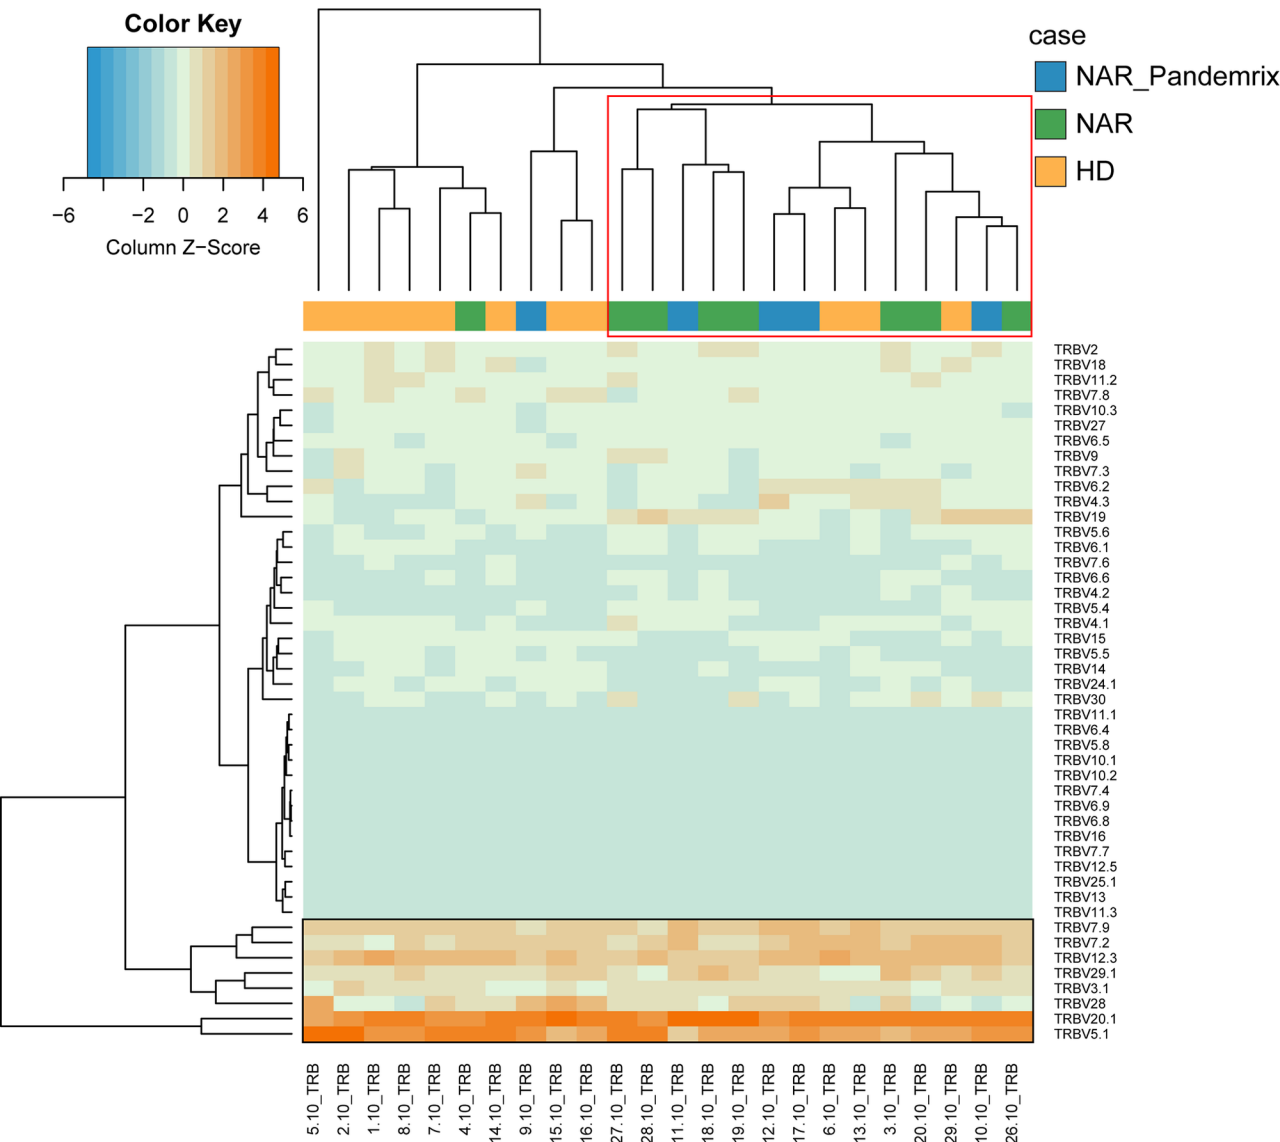 Color Key
−6
−2
0
2
4
6
Column Z−Score
case
NAR_Pandemrix
NAR
HD
TRBV2
TRBV18
TRBV11.2
TRBV7.8
TRBV10.3
TRBV27
TRBV6.5
TRBV9
TRBV7.3
TRBV6.2
TRBV4.3
TRBV19
TRBV5.6
TRBV6.1
TRBV7.6
TRBV6.6
TRBV4.2
TRBV5.4
TRBV4.1
TRBV15
TRBV5.5
TRBV14
TRBV24.1
TRBV30
TRBV11.1
TRBV6.4
TRBV5.8
TRBV10.1
TRBV10.2
TRBV7.4
TRBV6.9
TRBV6.8
TRBV16
TRBV7.7
TRBV12.5
TRBV25.1
TRBV13
TRBV11.3
TRBV7.9
TRBV7.2
TRBV12.3
TRBV29.1
TRBV3.1
TRBV28
TRBV20.1
TRBV5.1
5.10_TRB
2.10_TRB
1.10_TRB
8.10_TRB
7.10_TRB
4.10_TRB
14.10_TRB
9.10_TRB
15.10_TRB
16.10_TRB
27.10_TRB
28.10_TRB
11.10_TRB
18.10_TRB
19.10_TRB
12.10_TRB
17.10_TRB
6.10_TRB
13.10_TRB
3.10_TRB
20.10_TRB
29.10_TRB
10.10_TRB
26.10_TRB